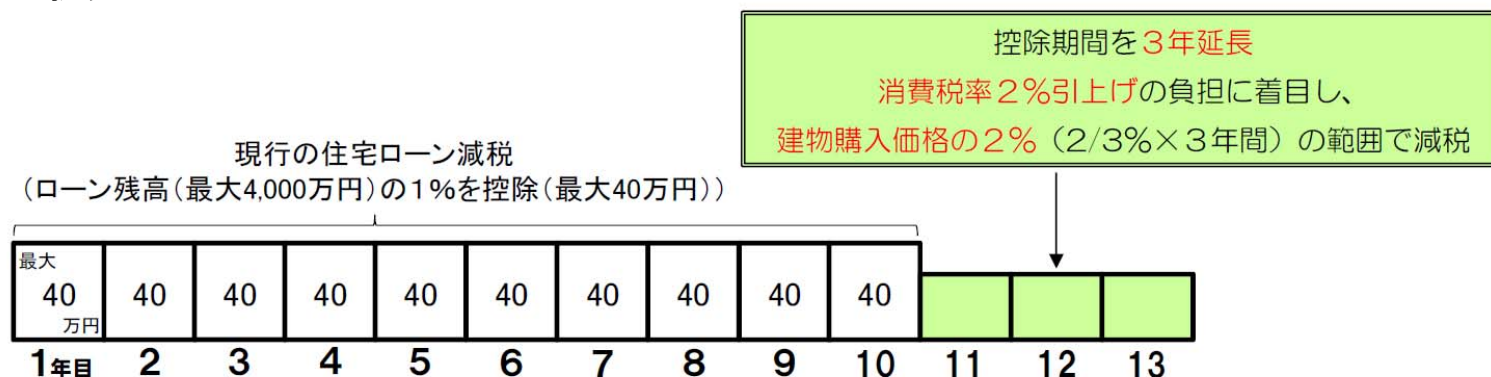 控除期間を３年延長
消費税率２％引上げの負担に着目し、
建物購入価格の２％（2/3％×３年間）の範囲で減税
現行の住宅ローン減税
（ローン残高（最大4,000万円）の１％を控除（最大40万円））
最大
40 40 40 40 40 40 40 40 40 40
万円
1年目 2 3 4 5 6 7 8 9 10 11 12 13